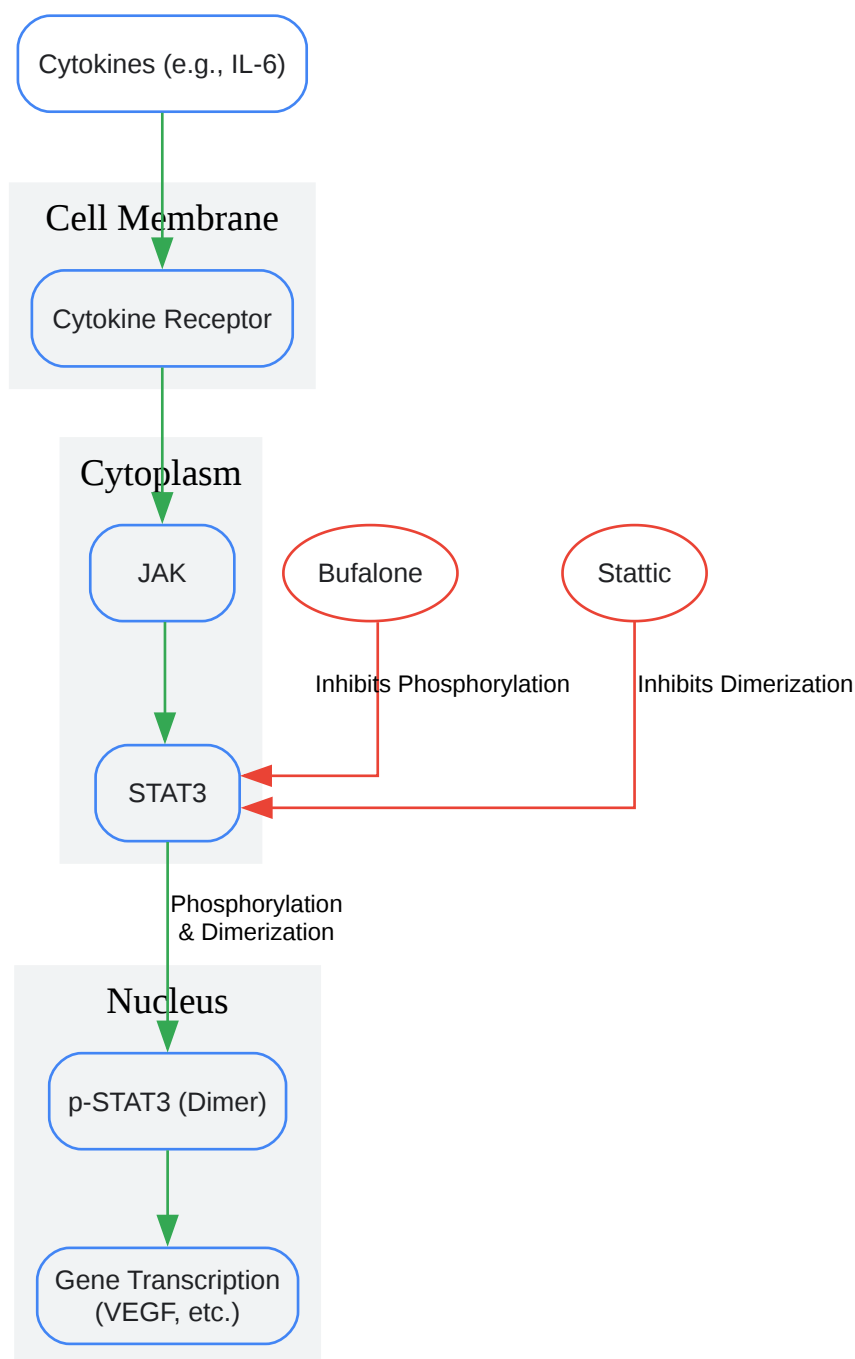 Cytokines (e.g., IL-6)
Cell Membrane
Cytokine Receptor
Cytoplasm
JAK
Bufalone
Stattic
Inhibits Phosphorylation
Inhibits Dimerization
STAT3
Phosphorylation
& Dimerization
Nucleus
p-STAT3 (Dimer)
Gene Transcription
(VEGF, etc.)